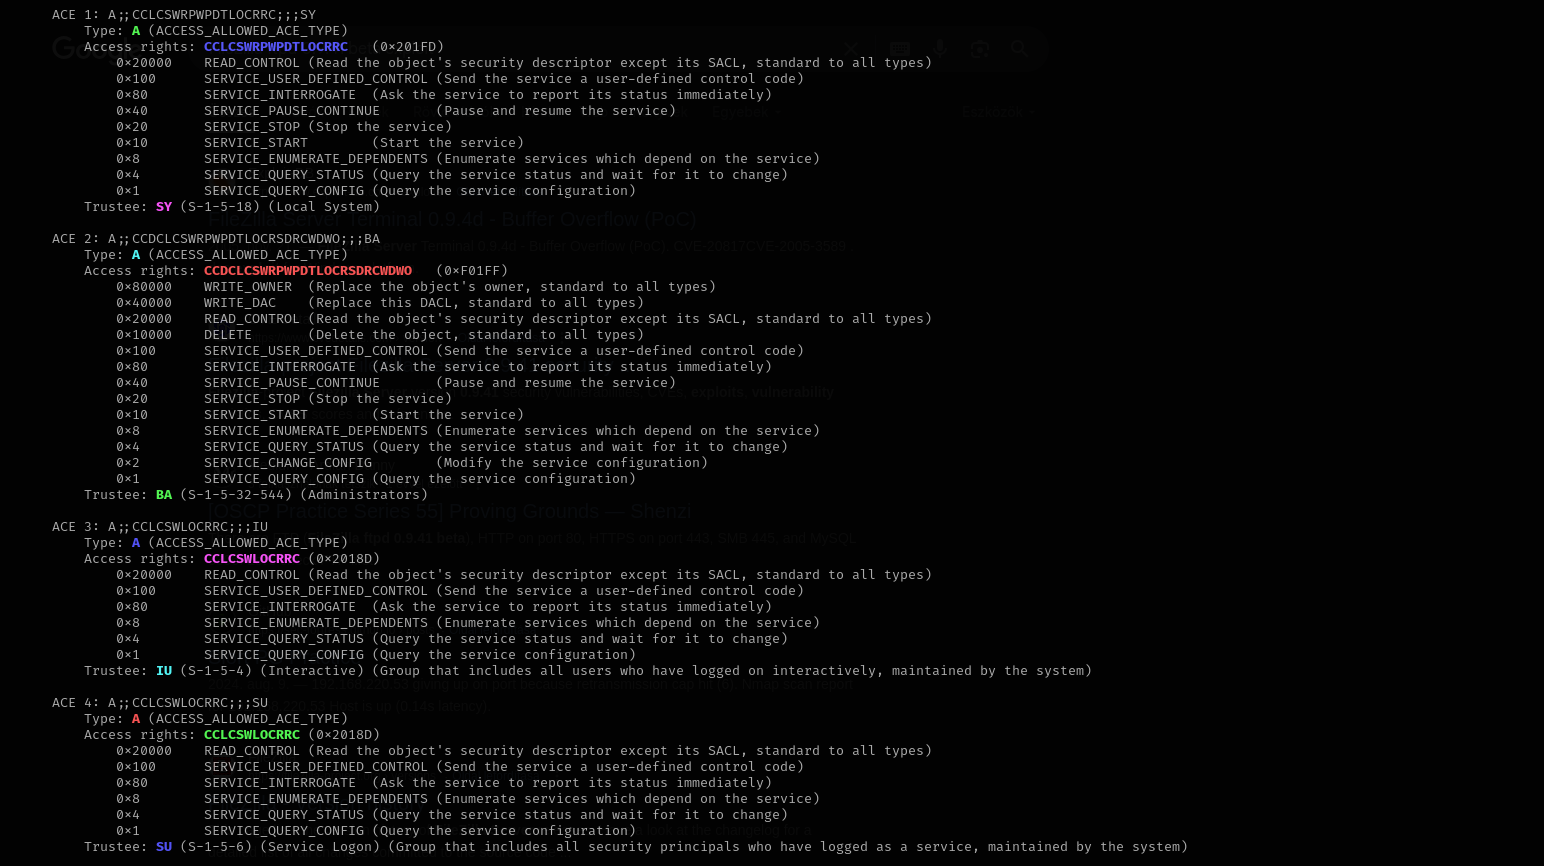 ACE 1: A;;CCLCSWRPWPDTLOCRRC;;;SY
Type: A (ACCESS_ALLOWED_ACE_TYPE)
Access rights: CCLCSWRPWPDTLOCRRC (0×201FD)
0×20000 READ_CONTROL (Read the object's security descriptor except its SACL, standard to all types)
0×100 SERVICE_USER_DEFINED_CONTROL (Send the service a user-defined control code)
0×80 SERVICE_INTERROGATE (Ask the service to report its status immediately)
0×40 SERVICE_PAUSE_CONTINUE (Pause and resume the service)
0×20 SERVICE_STOP (Stop the service)
0×10 SERVICE_START (Start the service)
0×8 SERVICE_ENUMERATE_DEPENDENTS (Enumerate services which depend on the service)
0×4 SERVICE_QUERY_STATUS (Query the service status and wait for it to change)
0×1 SERVICE_QUERY_CONFIG (Query the service configuration)
Trustee: SY (S-1-5-18) (Local System)
FileZilla Server Terminal 0.9.4d - Buffer Overflow (PoC)
ACE 2: A;;CCDCLCSWRPWPDTLOCRSDRCWDWO;;;BA
Type: A (ACCESS_ALLOWED_ACE_TYPE)
Access rights: CCDCLCSWRPWPDTLOCRSDRCWDWO (0×F01FF)
0×80000 WRITE_OWNER (Replace the object's owner, standard to all types)
0×40000 WRITE_DAC (Replace this DACL, standard to all types)
0×20000 READ_CONTROL (Read the object's security descriptor except its SACL, standard to all types)
0×10000 DELETE (Delete the object, standard to all types)
0×100 SERVICE_USER_DEFINED_CONTROL (Send the service a user-defined control code)
0×80 SERVICE_INTERROGATE (Ask the service to report its status immediately)
0×40 SERVICE_PAUSE_CONTINUE (Pause and resume the service)
0×20 SERVICE_STOP (Stop the service)
0×10 SERVICE_START (Start the service)
0×8 SERVICE_ENUMERATE_DEPENDENTS (Enumerate services which depend on the service)
0×4 SERVICE_QUERY_STATUS (Query the service status and wait for it to change)
0×2 SERVICE_CHANGE_CONFIG (Modify the service configuration)
0×1 SERVICE_QUERY_CONFIG (Query the service configuration)
Trustee: BA (S-1-5-32-544) (Administrators)
[OSCP Practice Series 55] Proving Grounds — Shenzi
ACE 3: A;;CCLCSWLOCRRC;;;IU
Type: A (ACCESS_ALLOWED_ACE_TYPE)
Access rights: CCLCSWLOCRRC (0×2018D)
0×20000 READ_CONTROL (Read the object's security descriptor except its SACL, standard to all types)
0×100 SERVICE_USER_DEFINED_CONTROL (Send the service a user-defined control code)
0×80 SERVICE_INTERROGATE (Ask the service to report its status immediately)
0×8 SERVICE_ENUMERATE_DEPENDENTS (Enumerate services which depend on the service)
0×4 SERVICE_QUERY_STATUS (Query the service status and wait for it to change)
0×1 SERVICE_QUERY_CONFIG (Query the service configuration)
Trustee: IU (S-1-5-4) (Interactive) (Group that includes all users who have logged on interactively, maintained by the system)
ACE 4: A;;CCLCSWLOCRRC;;;SU
Type: A (ACCESS_ALLOWED_ACE_TYPE)
Access rights: CCLCSWLOCRRC (0×2018D)
0×20000 READ_CONTROL (Read the object's security descriptor except its SACL, standard to all types)
0×100 SERVICE_USER_DEFINED_CONTROL (Send the service a user-defined control code)
0×80 SERVICE_INTERROGATE (Ask the service to report its status immediately)
0×8 SERVICE_ENUMERATE_DEPENDENTS (Enumerate services which depend on the service)
0×4 SERVICE_QUERY_STATUS (Query the service status and wait for it to change)
0×1 SERVICE_QUERY_CONFIG (Query the service configuration)
Trustee: SU (S-1-5-6) (Service Logon) (Group that includes all security principals who have logged as a service, maintained by the system)